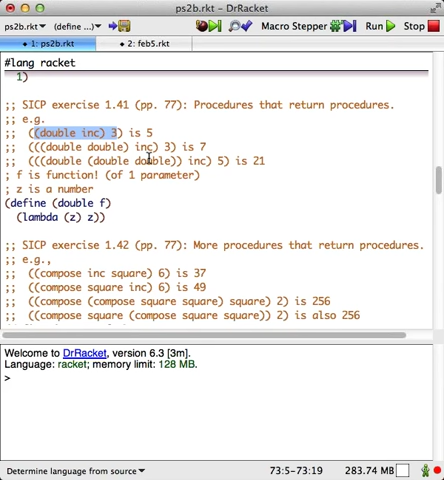 ps2b.rkt - DrRacket
ps2b.rkt▼ (define ...)▼ Macro Stepper Run Stop
1: ps2b.rkt 2: feb5.rkt
#lang racket
1)
;; SICP exercise 1.41 (pp. 77): Procedures that return procedures.
;; e.g.
;; ((double inc) 3) is 5
;; (((double double) inc) 3) is 7
;; (((double (double double)) inc) 5) is 21
; f is function! (of 1 parameter)
; z is a number
(define (double f)
(lambda (z) z))
;; SICP exercise 1.42 (pp. 77): More procedures that return procedures.
;; e.g.,
;; ((compose inc square) 6) is 37
;; ((compose square inc) 6) is 49
;; ((compose (compose square square) square) 2) is 256
;; ((compose square (compose square square)) 2) is also 256
Welcome to DrRacket, version 6.3 [3m].
Language: racket; memory limit: 128 MB.
>
Determine language from source▼ 73:5-73:19 283.74 MB